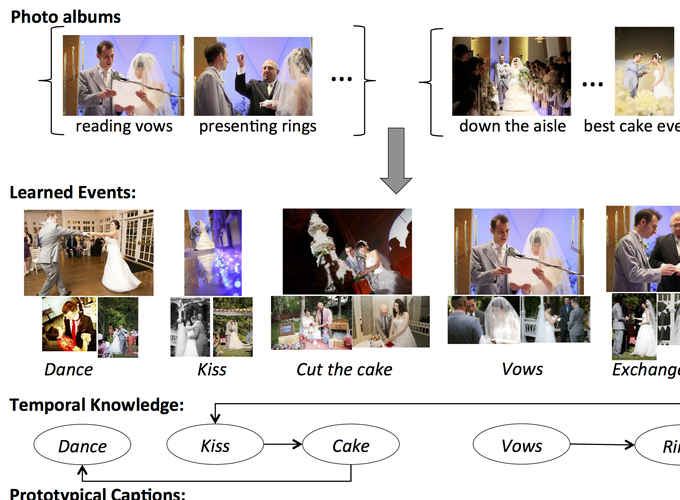 Photo albums
...
...
reading vows
presenting rings
down the aisle
best cake eve
Learned Events:
Dance
Kiss
Cut the cake
Vows
Exchange
Temporal Knowledge:
Dance
Kiss
Cake
Vows
Rin
Prototypical Captions: